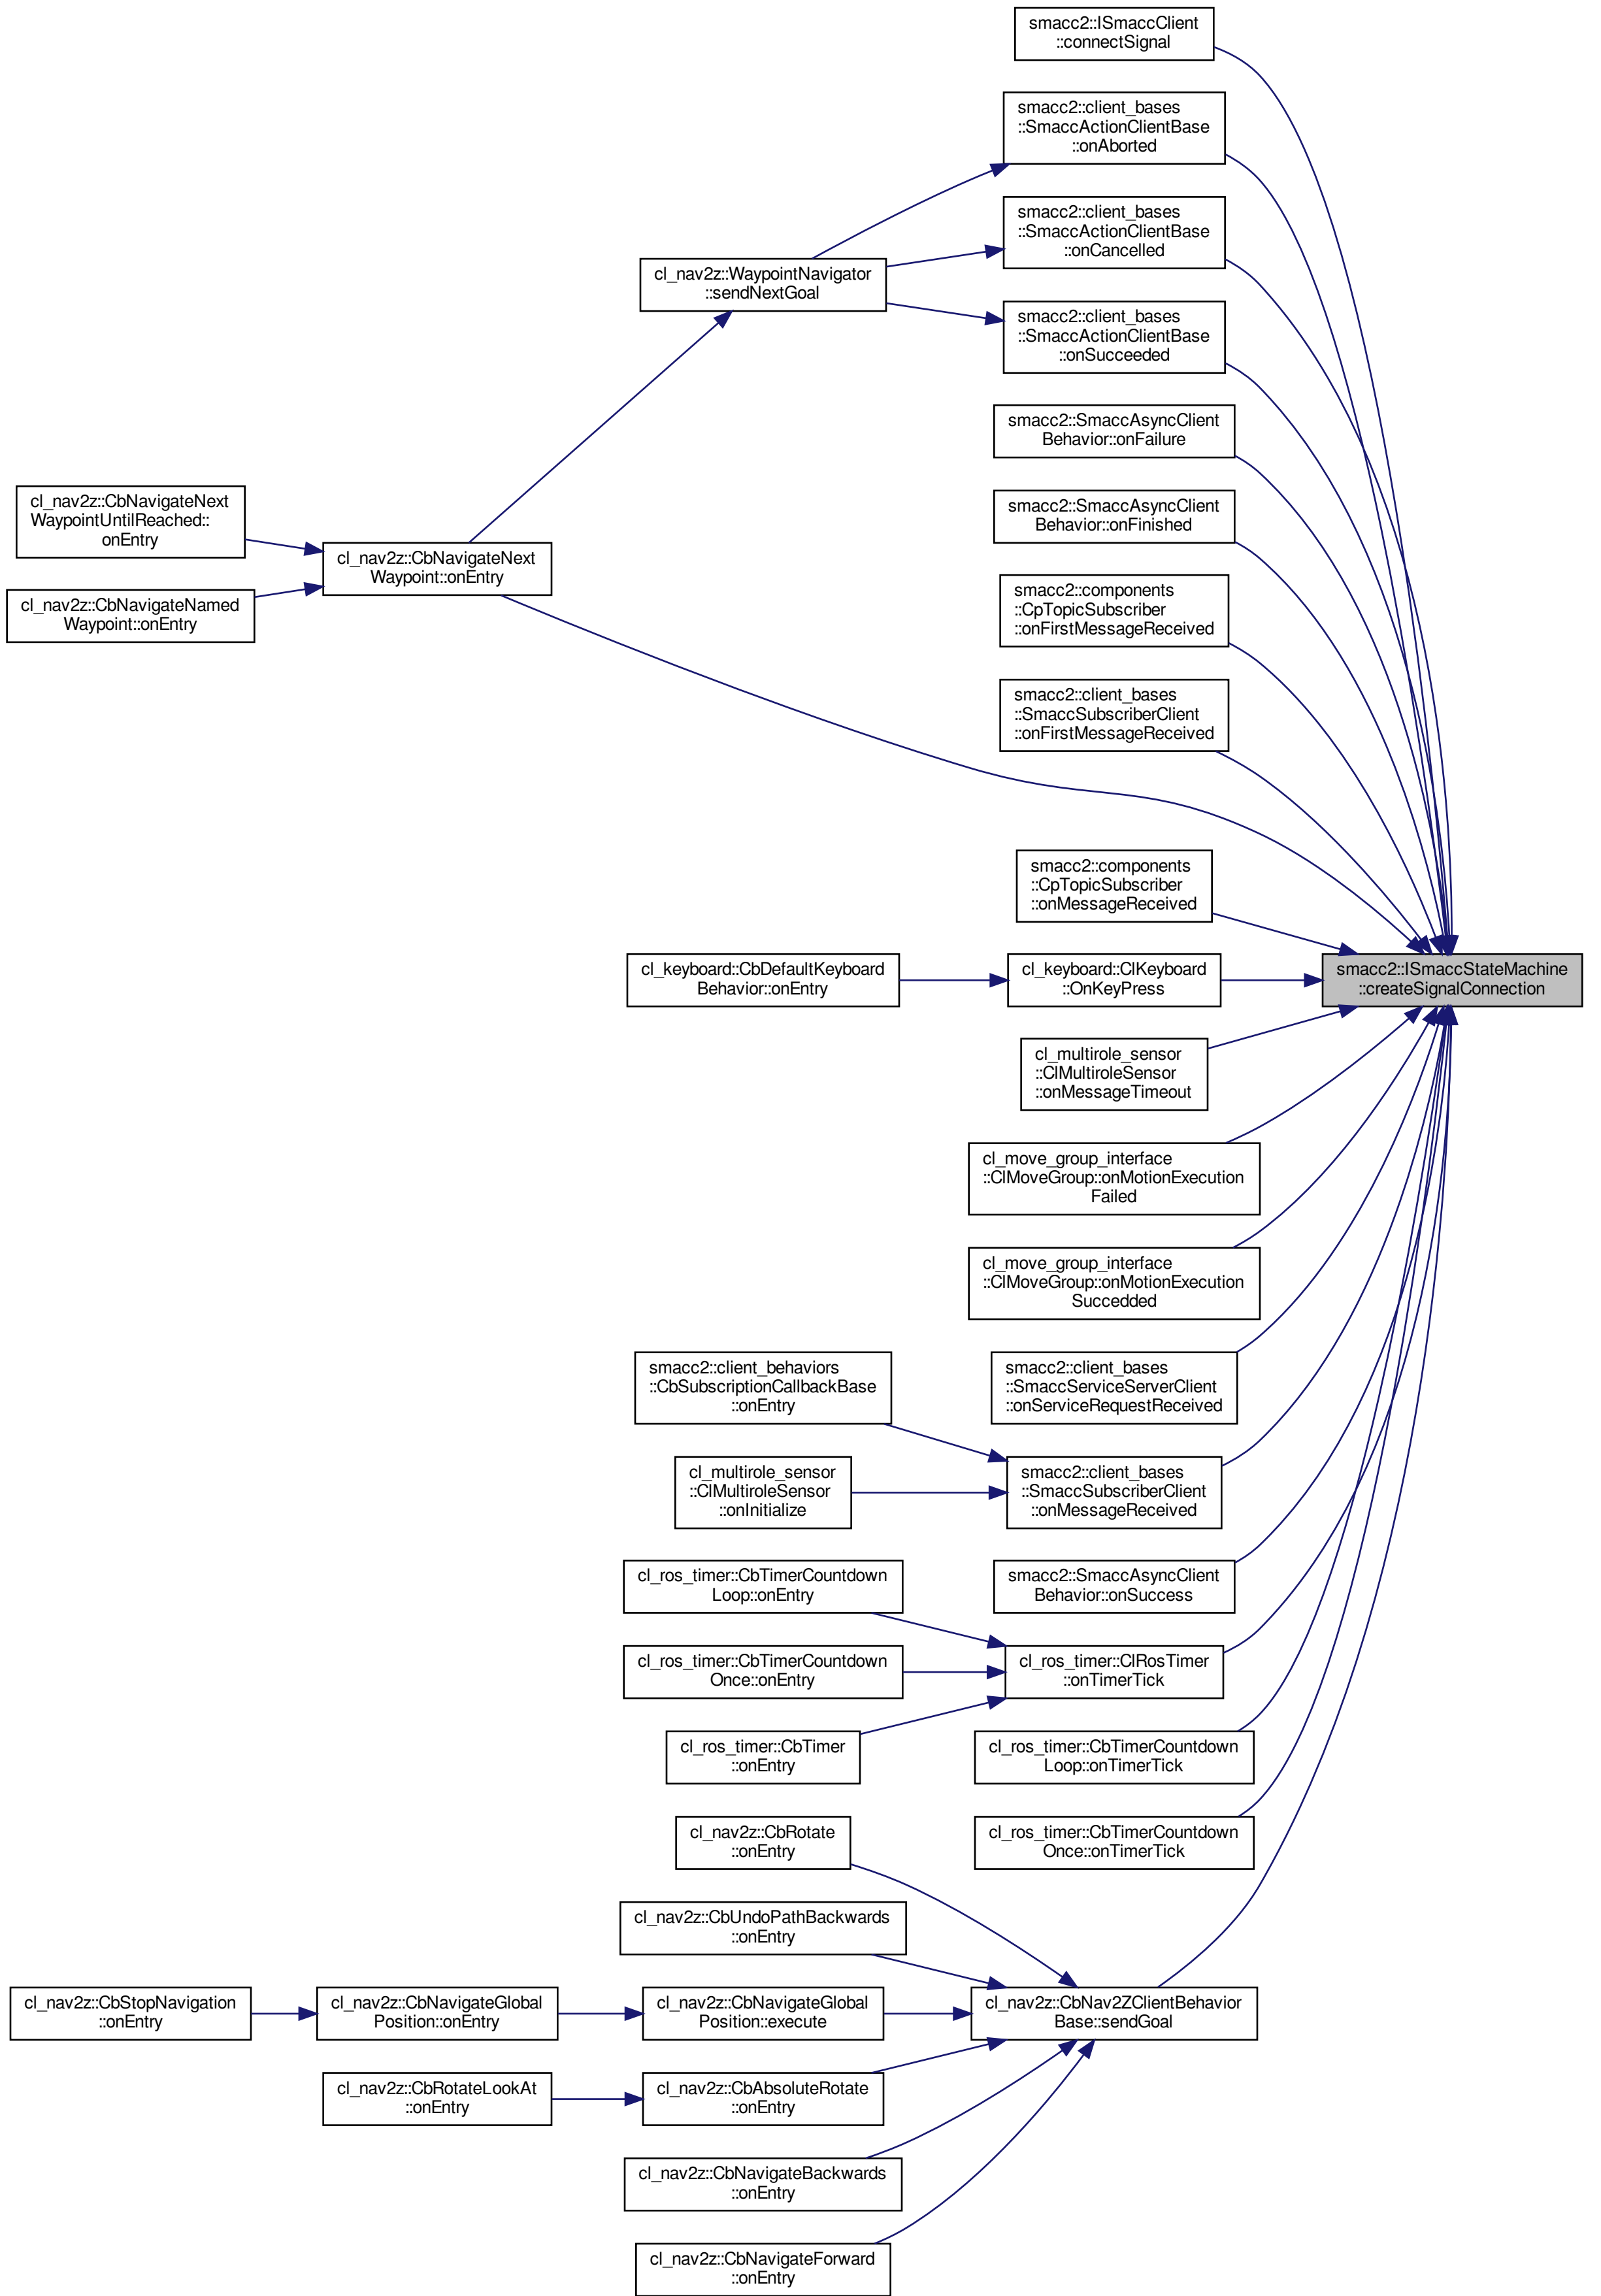 smacc2::ISmaccClient
::connectSignal
smacc2::client_bases
::SmaccActionClientBase
::onAborted
smacc2::client_bases
::SmaccActionClientBase
::onCancelled
cl_nav2z::WaypointNavigator
::sendNextGoal
smacc2::client_bases
::SmaccActionClientBase
::onSucceeded
smacc2::SmaccAsyncClient
Behavior::onFailure
cl_nav2z::CbNavigateNext
WaypointUntilReached::
onEntry
smacc2::SmaccAsyncClient
Behavior::onFinished
cl_nav2z::CbNavigateNext
Waypoint::onEntry
cl_nav2z::CbNavigateNamed
Waypoint::onEntry
smacc2::components
::CpTopicSubscriber
::onFirstMessageReceived
smacc2::client_bases
::SmaccSubscriberClient
::onFirstMessageReceived
smacc2::components
::CpTopicSubscriber
::onMessageReceived
cl_keyboard::CbDefaultKeyboard
Behavior::onEntry
cl_keyboard::ClKeyboard
::OnKeyPress
smacc2::ISmaccStateMachine
::createSignalConnection
cl_multirole_sensor
::ClMultiroleSensor
::onMessageTimeout
cl_move_group_interface
::ClMoveGroup::onMotionExecution
Failed
cl_move_group_interface
::ClMoveGroup::onMotionExecution
Succedded
smacc2::client_behaviors
::CbSubscriptionCallbackBase
::onEntry
smacc2::client_bases
::SmaccServiceServerClient
::onServiceRequestReceived
cl_multirole_sensor
::ClMultiroleSensor
::onInitialize
smacc2::client_bases
::SmaccSubscriberClient
::onMessageReceived
cl_ros_timer::CbTimerCountdown
Loop::onEntry
smacc2::SmaccAsyncClient
Behavior::onSuccess
cl_ros_timer::CbTimerCountdown
Once::onEntry
cl_ros_timer::ClRosTimer
::onTimerTick
cl_ros_timer::CbTimer
::onEntry
cl_ros_timer::CbTimerCountdown
Loop::onTimerTick
cl_nav2z::CbRotate
::onEntry
cl_ros_timer::CbTimerCountdown
Once::onTimerTick
cl_nav2z::CbUndoPathBackwards
::onEntry
cl_nav2z::CbStopNavigation
::onEntry
cl_nav2z::CbNavigateGlobal
Position::onEntry
cl_nav2z::CbNavigateGlobal
Position::execute
cl_nav2z::CbNav2ZClientBehavior
Base::sendGoal
cl_nav2z::CbRotateLookAt
::onEntry
cl_nav2z::CbAbsoluteRotate
::onEntry
cl_nav2z::CbNavigateBackwards
::onEntry
cl_nav2z::CbNavigateForward
::onEntry